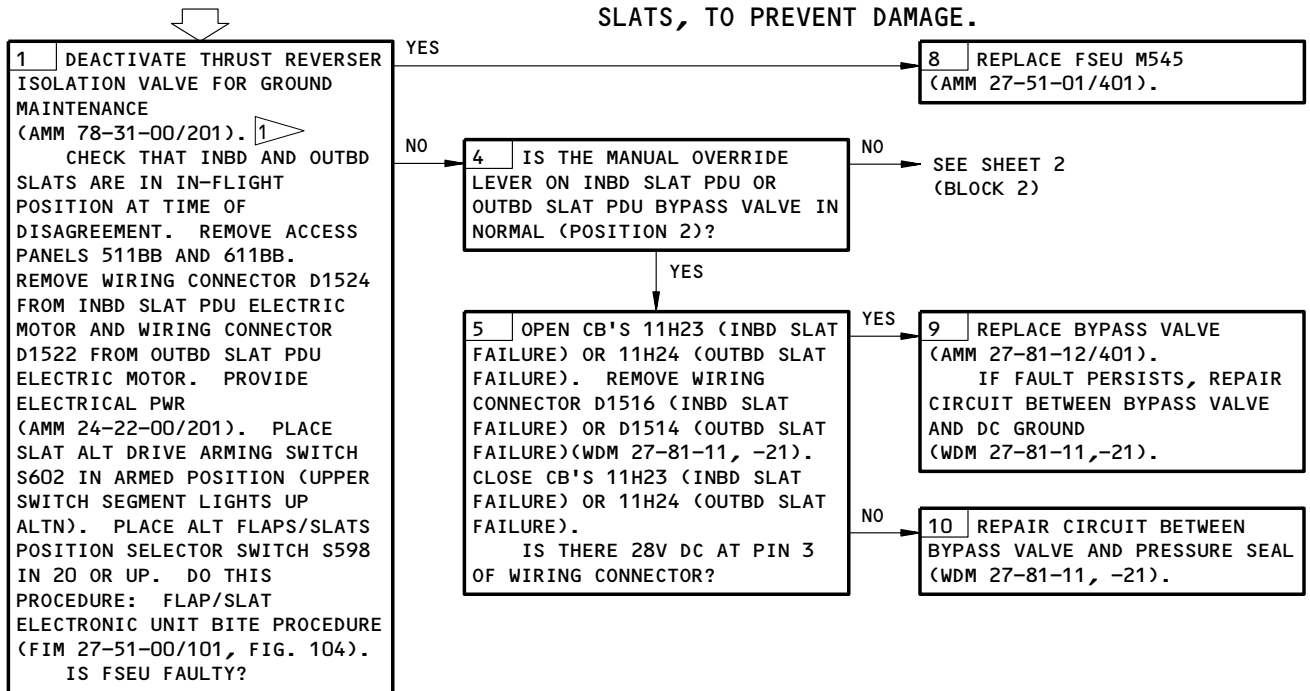 SLATS, TO PREVENT DAMAGE.
1 DEACTIVATE THRUST REVERSER
ISOLATION VALVE FOR GROUND
MAINTENANCE
(AMM 78-31-00/201). 1
CHECK THAT INBD AND OUTBD
SLATS ARE IN IN-FLIGHT
POSITION AT TIME OF
DISAGREEMENT. REMOVE ACCESS
PANELS 511BB AND 611BB.
REMOVE WIRING CONNECTOR D1524
FROM INBD SLAT PDU ELECTRIC
MOTOR AND WIRING CONNECTOR
D1522 FROM OUTBD SLAT PDU
ELECTRIC MOTOR. PROVIDE
ELECTRICAL PWR
(AMM 24-22-00/201). PLACE
SLAT ALT DRIVE ARMING SWITCH
S602 IN ARMED POSITION (UPPER
SWITCH SEGMENT LIGHTS UP
ALTN). PLACE ALT FLAPS/SLATS
POSITION SELECTOR SWITCH S598
IN 20 OR UP. DO THIS
PROCEDURE: FLAP/SLAT
ELECTRONIC UNIT BITE PROCEDURE
(FIM 27-51-00/101, FIG. 104).
IS FSEU FAULTY?
YES
8 REPLACE FSEU M545
(AMM 27-51-01/401).
NO
4 IS THE MANUAL OVERRIDE
LEVER ON INBD SLAT PDU OR
OUTBD SLAT PDU BYPASS VALVE IN
NORMAL (POSITION 2)?
NO
SEE SHEET 2
(BLOCK 2)
YES
5 OPEN CB'S 11H23 (INBD SLAT
FAILURE) OR 11H24 (OUTBD SLAT
FAILURE). REMOVE WIRING
CONNECTOR D1516 (INBD SLAT
FAILURE) OR D1514 (OUTBD SLAT
FAILURE)(WDM 27-81-11, -21).
CLOSE CB'S 11H23 (INBD SLAT
FAILURE) OR 11H24 (OUTBD SLAT
FAILURE).
IS THERE 28V DC AT PIN 3
OF WIRING CONNECTOR?
YES
9 REPLACE BYPASS VALVE
(AMM 27-81-12/401).
IF FAULT PERSISTS, REPAIR
CIRCUIT BETWEEN BYPASS VALVE
AND DC GROUND
(WDM 27-81-11,-21).
NO
10 REPAIR CIRCUIT BETWEEN
BYPASS VALVE AND PRESSURE SEAL
(WDM 27-81-11, -21).